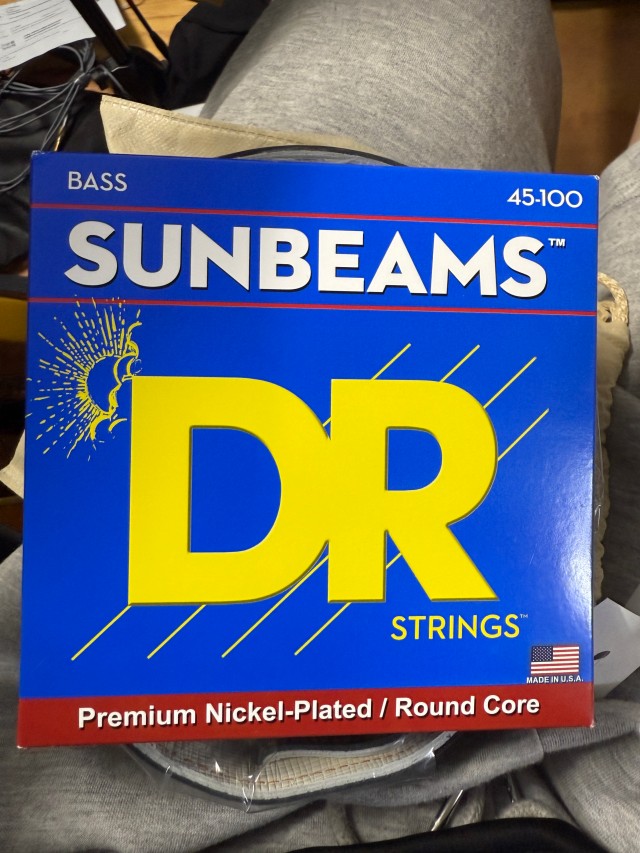 BASS
45-100
SUNBEAMS™
DR
STRINGS™
MADE IN U.S.A.
Premium Nickel-Plated / Round Core